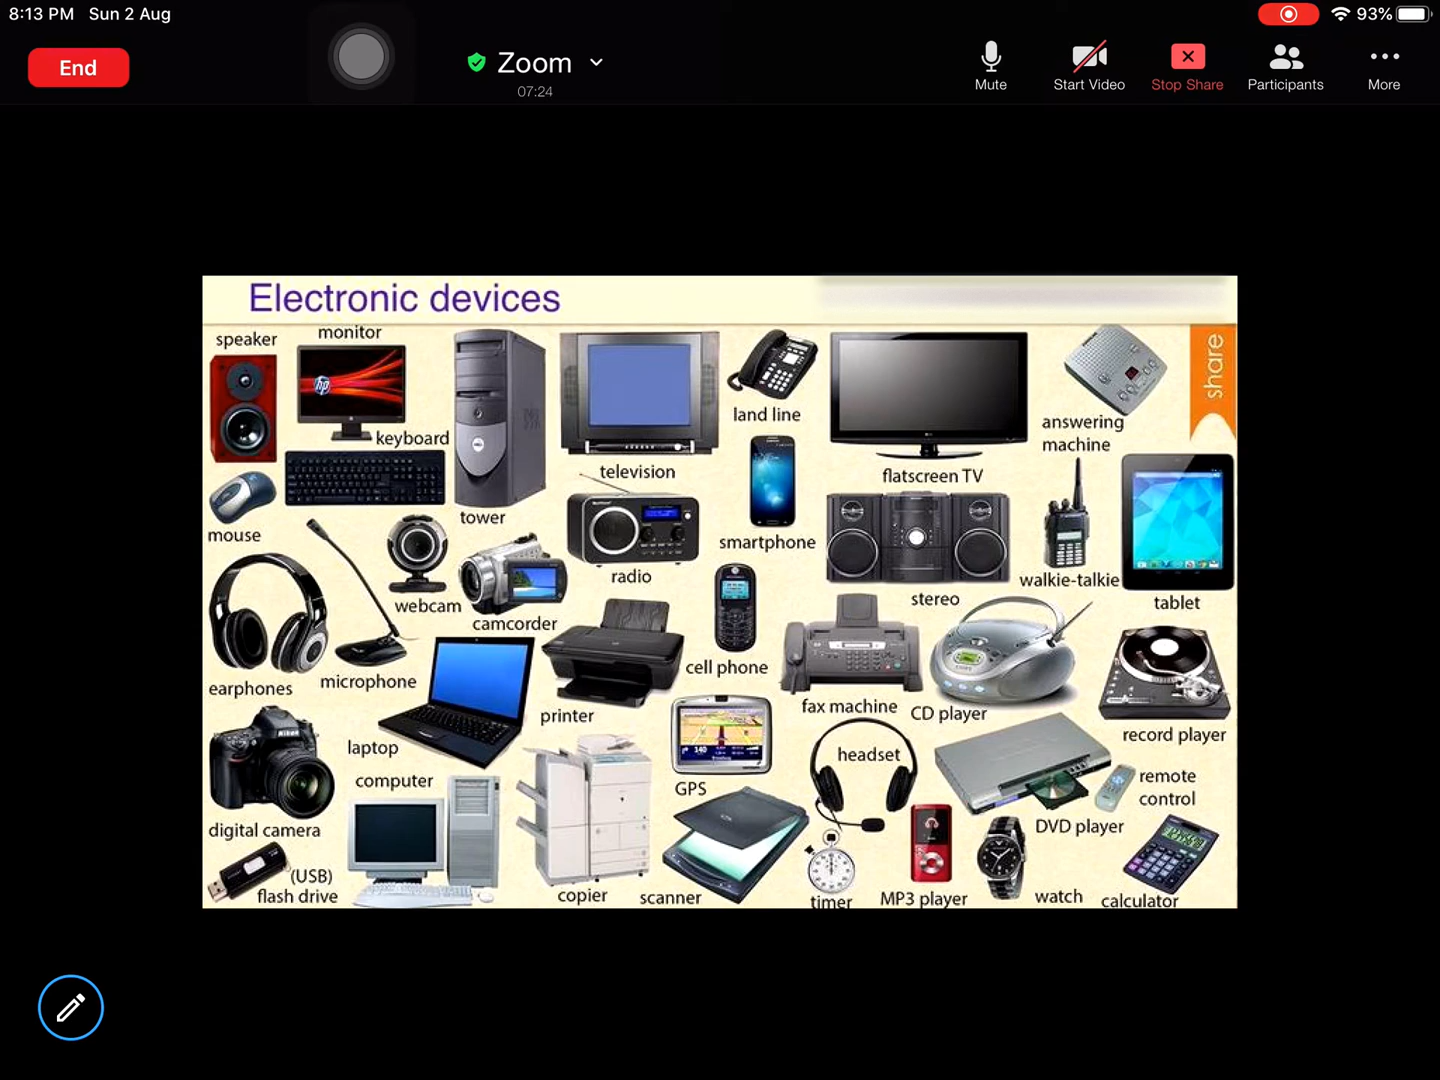 8:13 PM Sun 2 Aug
93%
End
Zoom
07:24
Mute
Start Video
Stop Share
Participants
More
Electronic devices
share
speaker
monitor
keyboard
mouse
tower
television
land line
flatscreen TV
answering
machine
smartphone
radio
stereo
walkie-talkie
tablet
webcam
camcorder
earphones
microphone
cell phone
printer
fax machine
CD player
record player
laptop
computer
GPS
140
headset
remote
control
DVD player
digital camera
Nikon
hp
(USB)
flash drive
copier
scanner
timer
MP3 player
watch
calculator